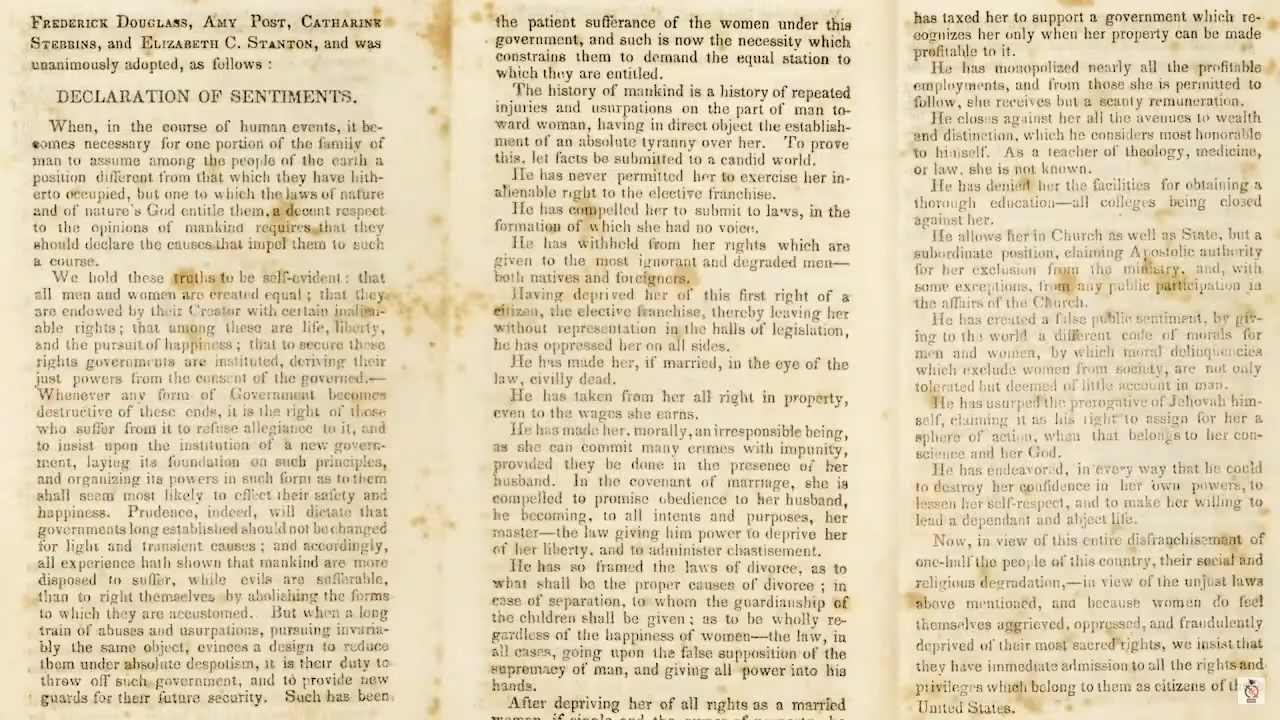 FREDERICK DOUGLASS, AMY POST, CATHARINE
STEBBINS, and ELIZABETH C. STANTON, and was
unanimously adopted, as follows :
DECLARATION OF SENTIMENTS.
When, in the course of human events, it be-
comes necessary for one portion of the family of
man to assume among the people of the earth a
position different from that which they have hith-
erto occupied, but one to which the laws of nature
and of nature's God entitle them, a decent respect
to the opinions of mankind requires that they
should declare the causes that impel them to such
a course.
We hold these truths to be self-evident : that
all men and women are created equal ; that they
are endowed by their Creator with certain inalien-
able rights ; that among these are life, liberty,
and the pursuit of happiness ; that to secure these
rights governments are instituted, deriving their
just powers from the consent of the governed.—
Whenever any form of Government becomes
destructive of these ends, it is the right of those
who suffer from it to refuse allegiance to it, and
to insist upon the institution of a new govern-
ment, laying its foundation on such principles,
and organizing its powers in such form as to them
shall seem most likely to effect their safety and
happiness. Prudence, indeed, will dictate that
governments long established should not be changed
for light and transient causes ; and accordingly,
all experience hath shown that mankind are more
disposed to suffer, while evils are sufferable,
than to right themselves by abolishing the forms
to which they are accustomed. But when a long
train of abuses and usurpations, pursuing invaria-
bly the same object, evinces a design to reduce
them under absolute despotism, it is their duty to
throw off such government, and to provide new
guards for their future security. Such has been
the patient sufferance of the women under this
government, and such is now the necessity which
constrains them to demand the equal station to
which they are entitled.
The history of mankind is a history of repeated
injuries and usurpations on the part of man to-
ward woman, having in direct object the establish-
ment of an absolute tyranny over her. To prove
this, let facts be submitted to a candid world.
He has never permitted her to exercise her in-
alienable right to the elective franchise.
He has compelled her to submit to laws, in the
formation of which she had no voice.
He has withheld from her rights which are
given to the most ignorant and degraded men—
both natives and foreigners.
Having deprived her of this first right of a
citizen, the elective franchise, thereby leaving her
without representation in the halls of legislation,
he has oppressed her on all sides.
He has made her, if married, in the eye of the
law, civilly dead.
He has taken from her all right in property,
even to the wages she earns.
He has made her, morally, an irresponsible being,
as she can commit many crimes with impunity,
provided they be done in the presence of her
husband. In the covenant of marriage, she is
compelled to promise obedience to her husband,
he becoming, to all intents and purposes, her
master—the law giving him power to deprive her
of her liberty, and to administer chastisement.
He has so framed the laws of divorce, as to
what shall be the proper causes of divorce ; in
case of separation, to whom the guardianship of
the children shall be given ; as to be wholly re-
gardless of the happiness of women—the law, in
all cases, going upon the false supposition of the
supremacy of man, and giving all power into his
hands.
After depriving her of all rights as a married
woman, if single and the owner of property, he
has taxed her to support a government which re-
cognizes her only when her property can be made
profitable to it.
He has monopolized nearly all the profitable
employments, and from those she is permitted to
follow, she receives but a scanty remuneration.
He closes against her all the avenues to wealth
and distinction, which he considers most honorable
to himself. As a teacher of theology, medicine,
or law, she is not known.
He has denied her the facilities for obtaining a
thorough education—all colleges being closed
against her.
He allows her in Church as well as State, but a
subordinate position, claiming Apostolic authority
for her exclusion from the ministry, and, with
some exceptions, from any public participation in
the affairs of the Church.
He has created a false public sentiment, by giv-
ing to the world a different code of morals for
men and women, by which moral delinquencies
which exclude women from society, are not only
tolerated but deemed of little account in man.
He has usurped the prerogative of Jehovah him-
self, claiming it as his right to assign for her a
sphere of action, when that belongs to her con-
science and her God.
He has endeavored, in every way that he could
to destroy her confidence in her own powers, to
lessen her self-respect, and to make her willing to
lead a dependant and abject life.
Now, in view of this entire disfranchisement of
one-half the people of this country, their social and
religious degradation,—in view of the unjust laws
above mentioned, and because women do feel
themselves aggrieved, oppressed, and fraudulently
deprived of their most sacred rights, we insist that
they have immediate admission to all the rights and
privileges which belong to them as citizens of the
United States.